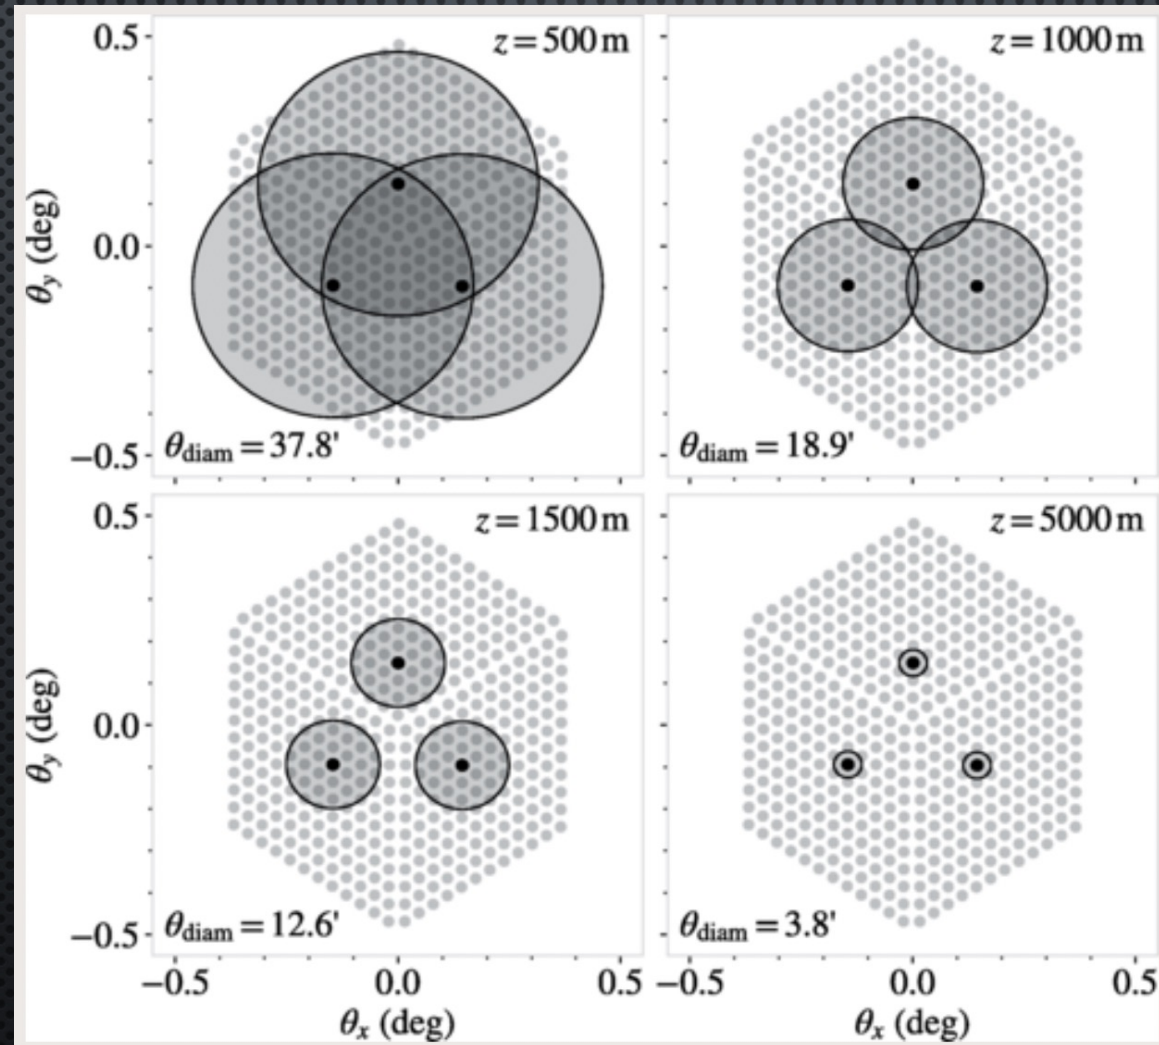 0.5
z = 500 m
θy (deg)
0.0
−0.5
θdiam = 37.8'
z = 1000 m
θdiam = 18.9'
0.5
z = 1500 m
θy (deg)
0.0
−0.5
θdiam = 12.6'
−0.5 0.0 0.5
θx (deg)
z = 5000 m
θdiam = 3.8'
−0.5 0.0 0.5
θx (deg)